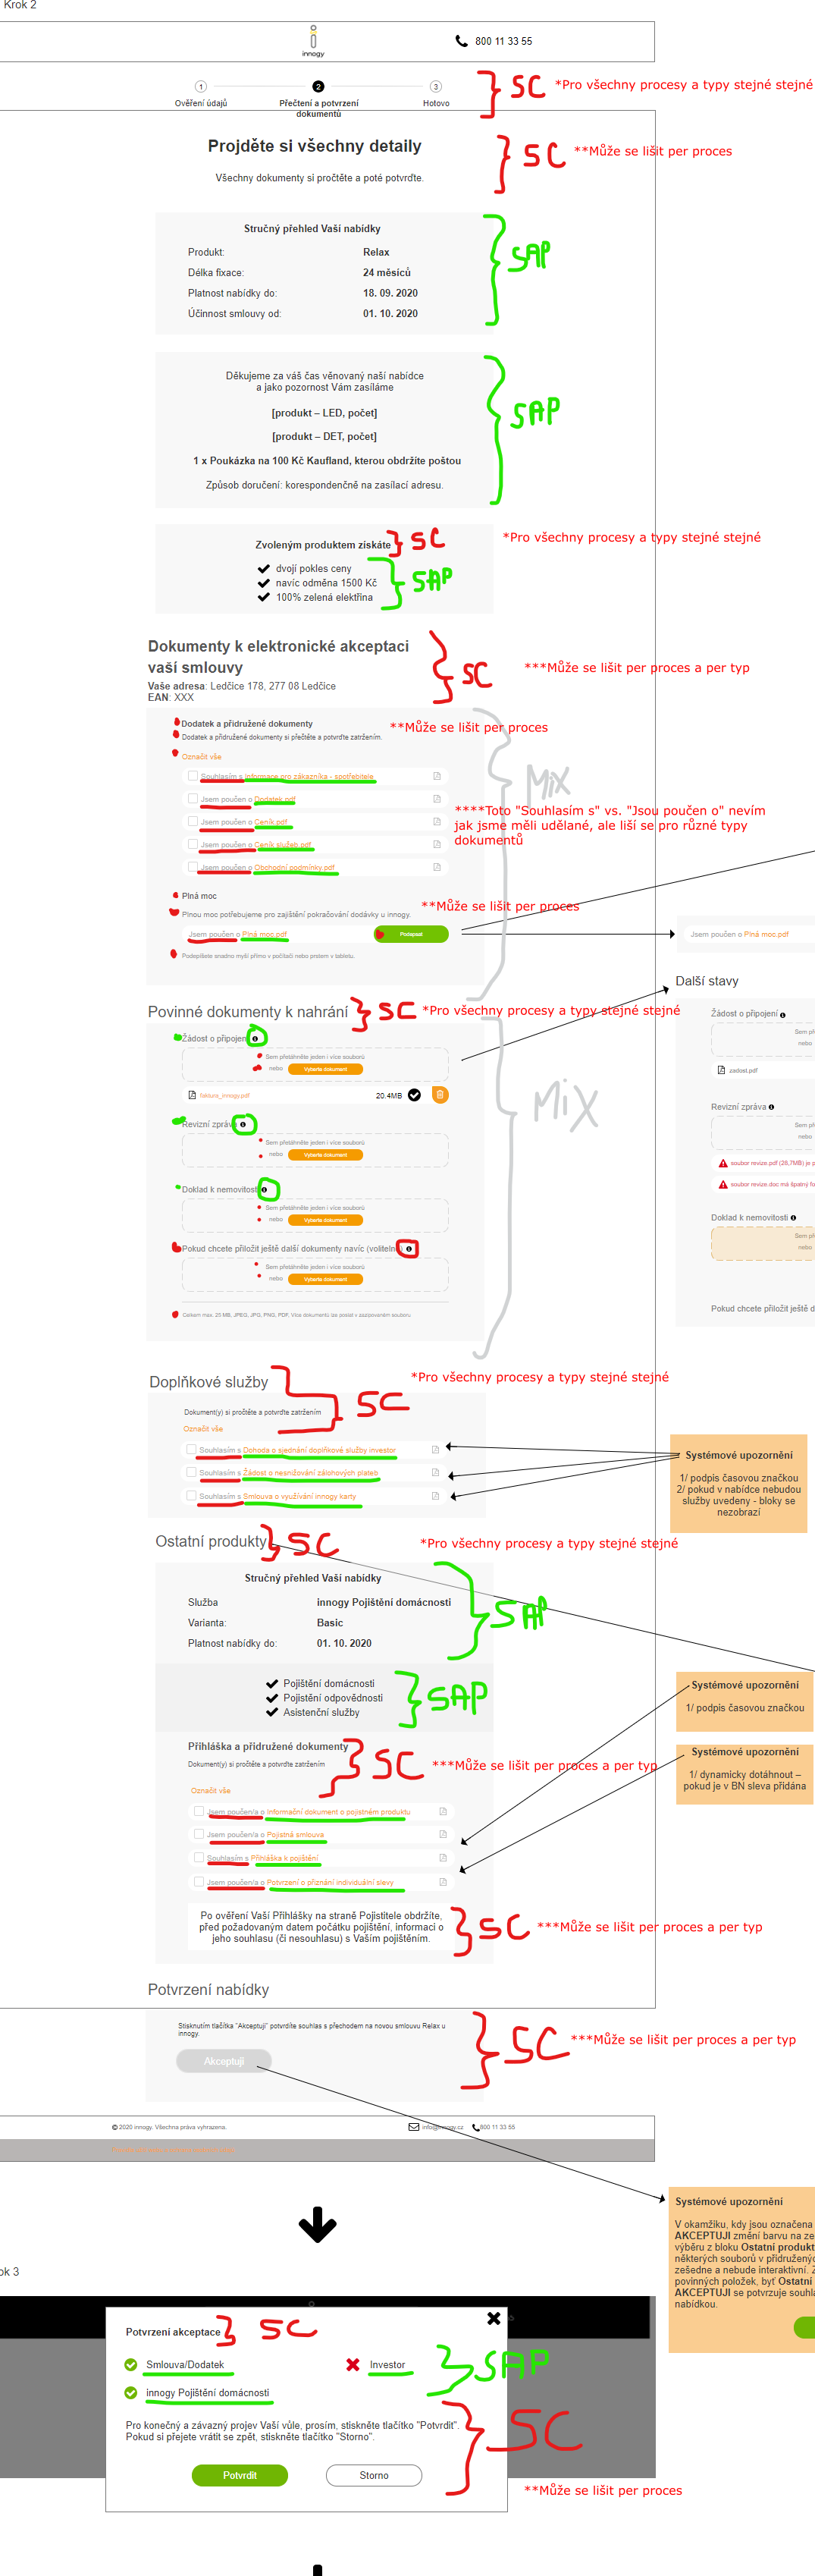 Krok 2
innogy
800 11 33 55
1
2
3
Ověření údajů
Přečtení a potvrzení
dokumentů
Hotovo
SC
*Pro všechny procesy a typy stejné stejné
Projděte si všechny detaily
Všechny dokumenty si pročtěte a poté potvrďte.
SC
**Může se lišit per proces
Stručný přehled Vaší nabídky
Produkt: Relax
Délka fixace: 24 měsíců
Platnost nabídky do: 18. 09. 2020
Účinnost smlouvy od: 01. 10. 2020
SAP
Děkujeme za váš čas věnovaný naší nabídce
a jako pozornost Vám zasíláme
[produkt – LED, počet]
[produkt – DET, počet]
1 x Poukázka na 100 Kč Kaufland, kterou obdržíte poštou
Způsob doručení: korespondenčně na zasílací adresu.
SAP
Zvoleným produktem získáte
SC
*Pro všechny procesy a typy stejné stejné
dvojí pokles ceny
navíc odměna 1500 Kč
100% zelená elektřina
SAP
Dokumenty k elektronické akceptaci
vaší smlouvy
Vaše adresa: Ledčice 178, 277 08 Ledčice
EAN: XXX
SC
***Může se lišit per proces a per typ
Dodatek a přidružené dokumenty
**Může se lišit per proces
Dodatek a přidružené dokumenty si přečtěte a potvrďte zatržením.
Označit vše
Souhlasím s Informace pro zákazníka - spotřebitele
Jsem poučen o Dodatek.pdf
Jsem poučen o Ceník.pdf
Jsem poučen o Ceník služeb.pdf
Jsem poučen o Obchodní podmínky.pdf
MiX
****Toto "Souhlasím s" vs. "Jsou poučen o" nevím
jak jsme měli udělané, ale liší se pro různé typy
dokumentů
Plná moc
**Může se lišit per proces
Plnou moc potřebujeme pro zajištění pokračování dodávky u innogy.
Jsem poučen o Plná moc.pdf
Podepsat
Podepíšete snadno myší přímo v počítači nebo prstem v tabletu.
Jsem poučen o Plná moc.pdf
Další stavy
Povinné dokumenty k nahrání
SC
*Pro všechny procesy a typy stejné stejné
Žádost o připojení
Sem přetáhněte jeden i více souborů
nebo
Vyberte dokument
faktura_innogy.pdf
20.4MB
Revizní zpráva
Sem přetáhněte jeden i více souborů
nebo
Vyberte dokument
Doklad k nemovitosti
Sem přetáhněte jeden i více souborů
nebo
Vyberte dokument
Pokud chcete přiložit ještě další dokumenty navíc (volitelné)
Sem přetáhněte jeden i více souborů
nebo
Vyberte dokument
Celkem max. 25 MB, JPEG, JPG, PNG, PDF. Více dokumentů lze poslat v zazipovaném souboru
MiX
Žádost o připojení
Sem př
nebo
zadost.pdf
Revizní zpráva
Sem př
nebo
soubor revize.pdf (28,7MB) je p
soubor revize.doc má špatný fo
Doklad k nemovitosti
Sem př
nebo
Pokud chcete přiložit ještě d
Doplňkové služby
*Pro všechny procesy a typy stejné stejné
SC
Dokument(y) si pročtěte a potvrďte zatržením
Označit vše
Souhlasím s Dohoda o sjednání doplňkové služby investor
Souhlasím s Žádost o nesnižování zálohových plateb
Souhlasím s Smlouva o využívání innogy karty
Systémové upozornění
1/ podpis časovou značkou
2/ pokud v nabídce nebudou
služby uvedeny - bloky se
nezobrazí
Ostatní produkty
SC
*Pro všechny procesy a typy stejné stejné
Stručný přehled Vaší nabídky
Služba innogy Pojištění domácnosti
Varianta: Basic
Platnost nabídky do: 01. 10. 2020
SAP
Pojištění domácnosti
Pojistění odpovědnosti
Asistenční služby
SAP
Systémové upozornění
1/ podpis časovou značkou
Přihláška a přidružené dokumenty
Dokument(y) si pročtěte a potvrďte zatržením
SC
***Může se lišit per proces a per typ
Systémové upozornění
1/ dynamicky dotáhnout –
pokud je v BN sleva přidána
Označit vše
Jsem poučen/a o Informační dokument o pojistném produktu
Jsem poučen/a o Pojistná smlouva
Souhlasím s Přihláška k pojištění
Jsem poučen/a o Potvrzení o přiznání individuální slevy
Po ověření Vaší Přihlášky na straně Pojistitele obdržíte,
před požadovaným datem počátku pojištění, informaci o
jeho souhlasu (či nesouhlasu) s Vaším pojištěním.
SC
***Může se lišit per proces a per typ
Potvrzení nabídky
Stisknutím tlačítka "Akceptuji" potvrdíte souhlas s přechodem na novou smlouvu Relax u
innogy.
Akceptuji
SC
***Může se lišit per proces a per typ
© 2020 innogy. Všechna práva vyhrazena.
info@innogy.cz
800 11 33 55
Systémové upozornění
V okamžiku, kdy jsou označena
AKCEPTUJI změní barvu na ze
výběru z bloku Ostatní produkt
některých souborů v přidružených
zešedne a nebude interaktivní. Z
povinných položek, byť Ostatní
AKCEPTUJI se potvrzuje souhla
nabídkou.
ok 3
Potvrzení akceptace
SC
Smlouva/Dodatek
Investor
innogy Pojištění domácnosti
SAP
Pro konečný a závazný projev Vaší vůle, prosím, stiskněte tlačítko "Potvrdit".
Pokud si přejete vrátit se zpět, stiskněte tlačítko "Storno".
SC
Potvrdit
Storno
**Může se lišit per proces